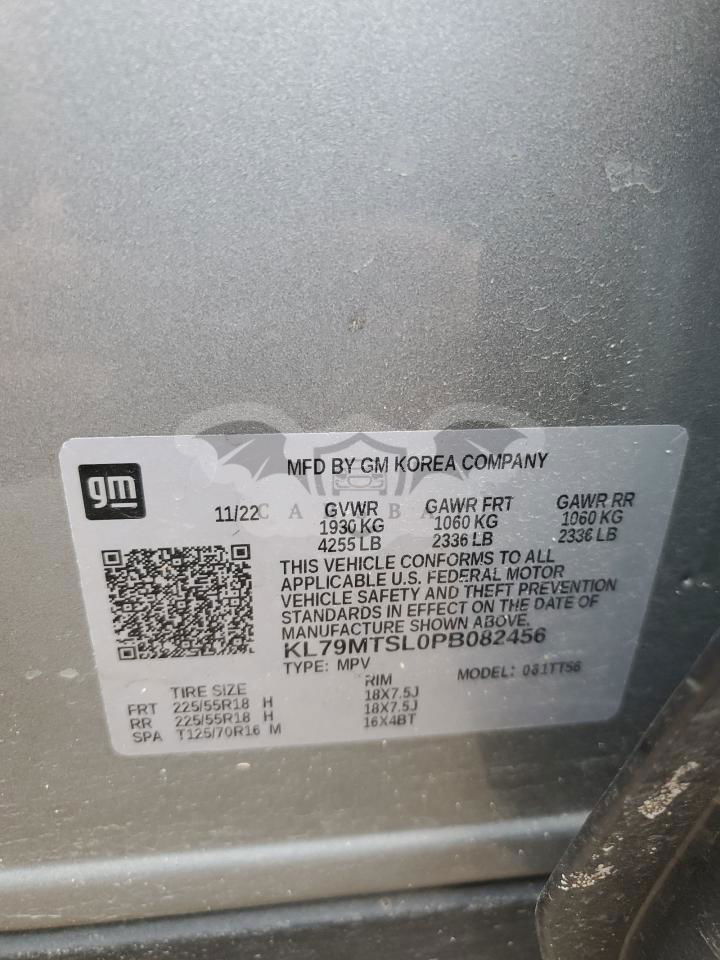 gm
MFD BY GM KOREA COMPANY
11/22 GVWR GAWR FRT GAWR RR
1930 KG 1060 KG 1060 KG
4255 LB 2336 LB 2336 LB
THIS VEHICLE CONFORMS TO ALL
APPLICABLE U.S. FEDERAL MOTOR
VEHICLE SAFETY AND THEFT PREVENTION
STANDARDS IN EFFECT ON THE DATE OF
MANUFACTURE SHOWN ABOVE.
KL79MTSL0PB082456
TYPE: MPV MODEL: 081TT56
TIRE SIZE RIM
FRT 225/55R18 H 18X7.5J
RR 225/55R18 H 18X7.5J
SPA T125/70R16 M 16X4BT